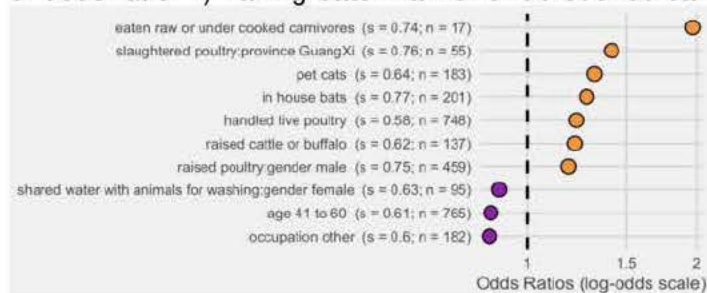 eaten raw or under cooked carnivores (s = 0.74; n = 17)
slaughtered poultry:province GuangXi (s = 0.76; n = 55)
pet cats (s = 0.64; n = 183)
in house bats (s = 0.77; n = 201)
handled live poultry (s = 0.58; n = 748)
raised cattle or buffalo (s = 0.62; n = 137)
raised poultry:gender male (s = 0.75; n = 459)
shared water with animals for washing:gender female (s = 0.63; n = 95)
age 41 to 60 (s = 0.61; n = 765)
occupation other (s = 0.6; n = 182)
1 1.5 2
Odds Ratios (log-odds scale)